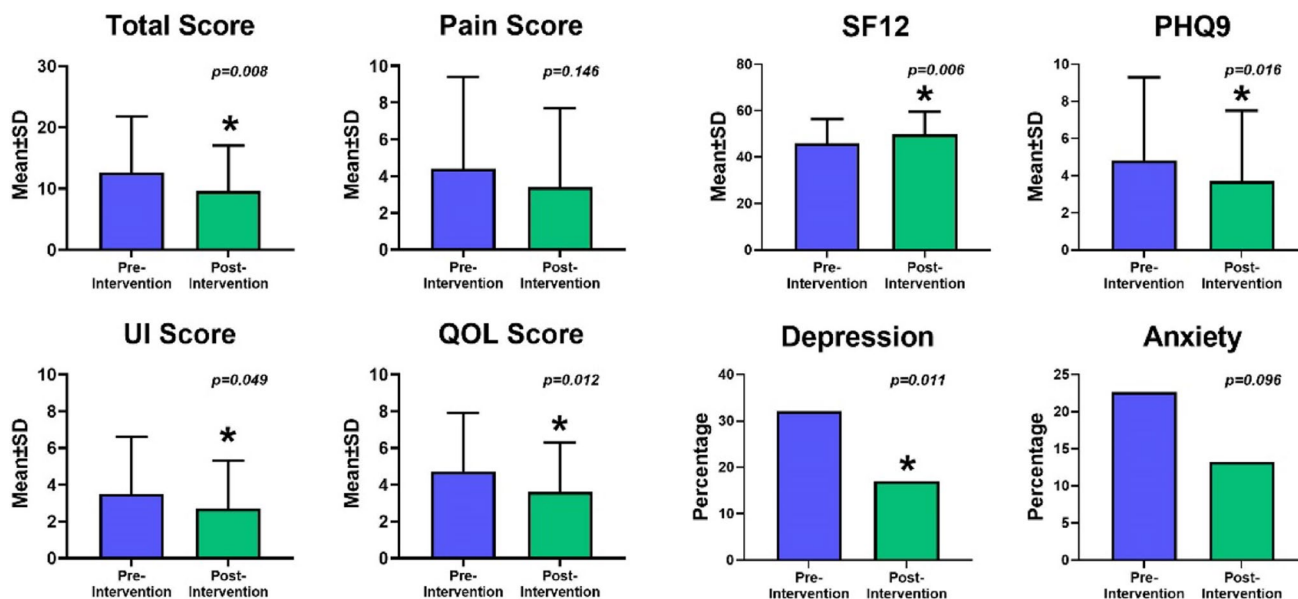 Total Score
p=0.008
Mean±SD
30
20
10
0
*
Pre-
Intervention
Post-
Intervention
Pain Score
p=0.146
Mean±SD
10
8
6
4
2
0
Pre-
Intervention
Post-
Intervention
SF12
p=0.006
Mean±SD
80
60
40
20
0
*
Pre-
Intervention
Post-
Intervention
PHQ9
p=0.016
Mean±SD
10
8
6
4
2
0
*
Pre-
Intervention
Post-
Intervention
UI Score
p=0.049
Mean±SD
10
8
6
4
2
0
*
Pre-
Intervention
Post-
Intervention
QOL Score
p=0.012
Mean±SD
10
8
6
4
2
0
*
Pre-
Intervention
Post-
Intervention
Depression
p=0.011
Percentage
40
30
20
10
0
*
Pre-
Intervention
Post-
Intervention
Anxiety
p=0.096
Percentage
25
20
15
10
5
0
Pre-
Intervention
Post-
Intervention